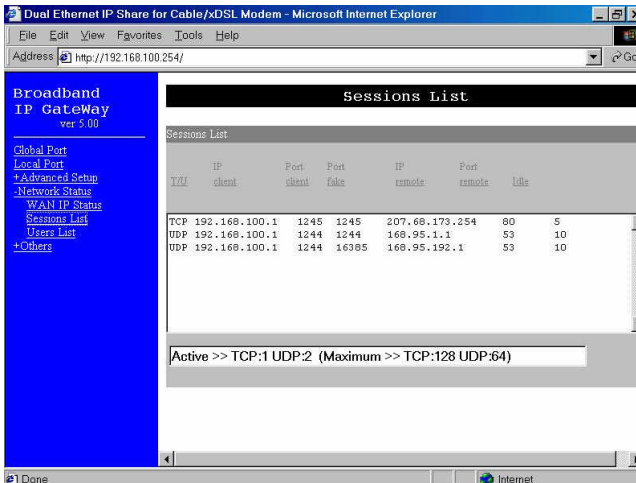 Dual Ethernet IP Share for Cable/xDSL Modem - Microsoft Internet Explorer
File Edit View Favorites Tools Help
Address http://192.168.100.254/ Go
Broadband
IP GateWay
ver 5.00
Global Port
Local Port
+Advanced Setup
-Network Status
WAN IP Status
Sessions List
Users List
+Others
Sessions List
Sessions List
IP Port Port IP Port
T/U client client fake remote remote Idle
TCP 192.168.100.1 1245 1245 207.68.173.254 80 5
UDP 192.168.100.1 1244 1244 168.95.1.1 53 10
UDP 192.168.100.1 1244 16385 168.95.192.1 53 10
Active >> TCP:1 UDP:2 (Maximum >> TCP:128 UDP:64)
Done Internet